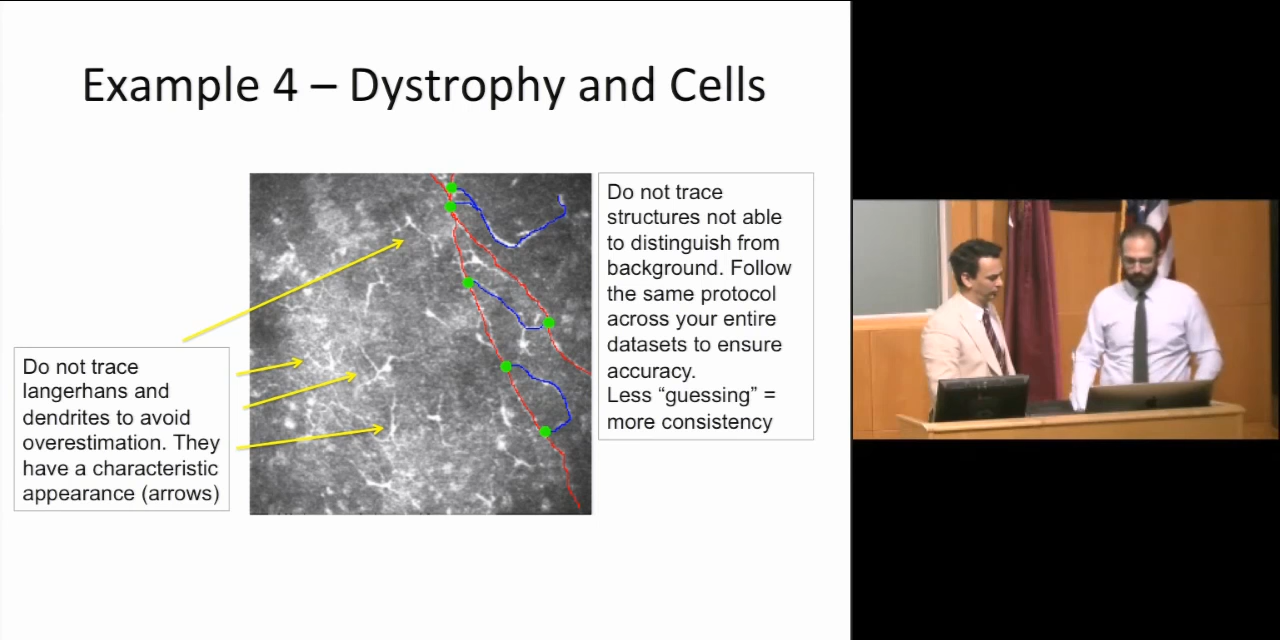 Example 4 – Dystrophy and Cells
Do not trace
langerhans and
dendrites to avoid
overestimation. They
have a characteristic
appearance (arrows)
Do not trace
structures not able
to distinguish from
background. Follow
the same protocol
across your entire
datasets to ensure
accuracy.
Less “guessing” =
more consistency